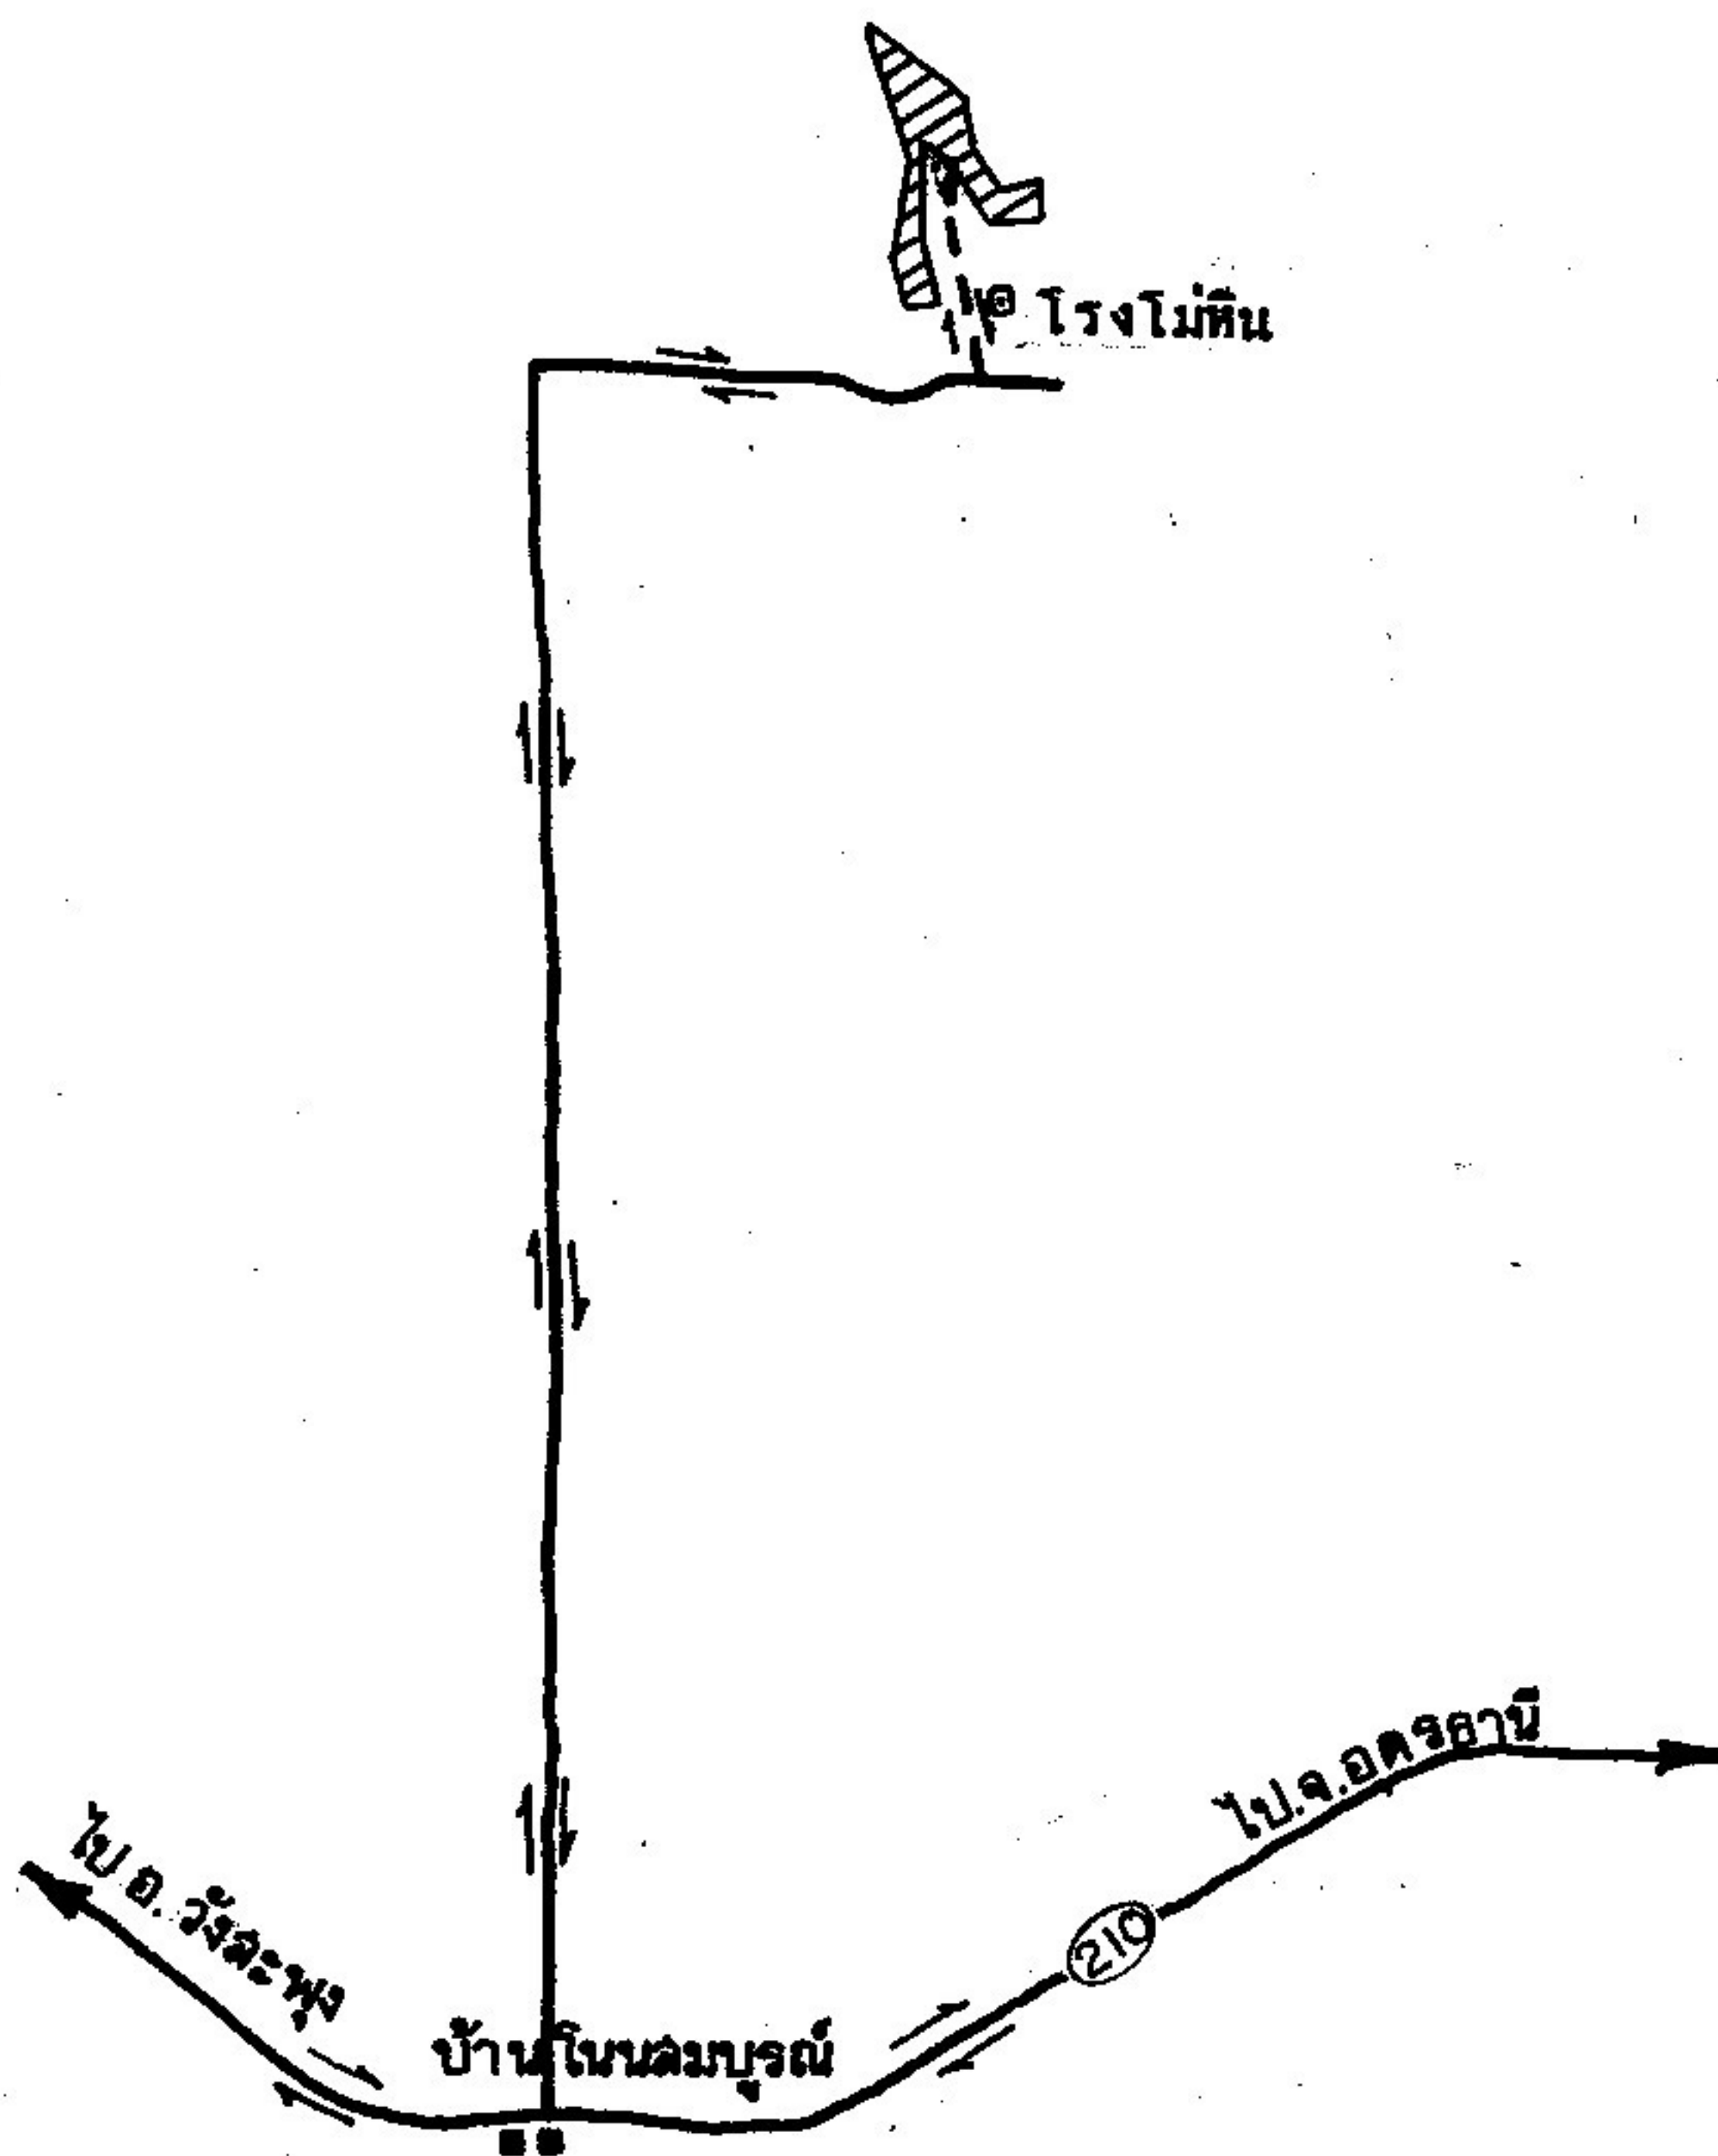 โรงโม่หิน
ไป.จ.อุดรธานี
ไป อ. วังสะพุง
210
บ้านโนนสมบูรณ์